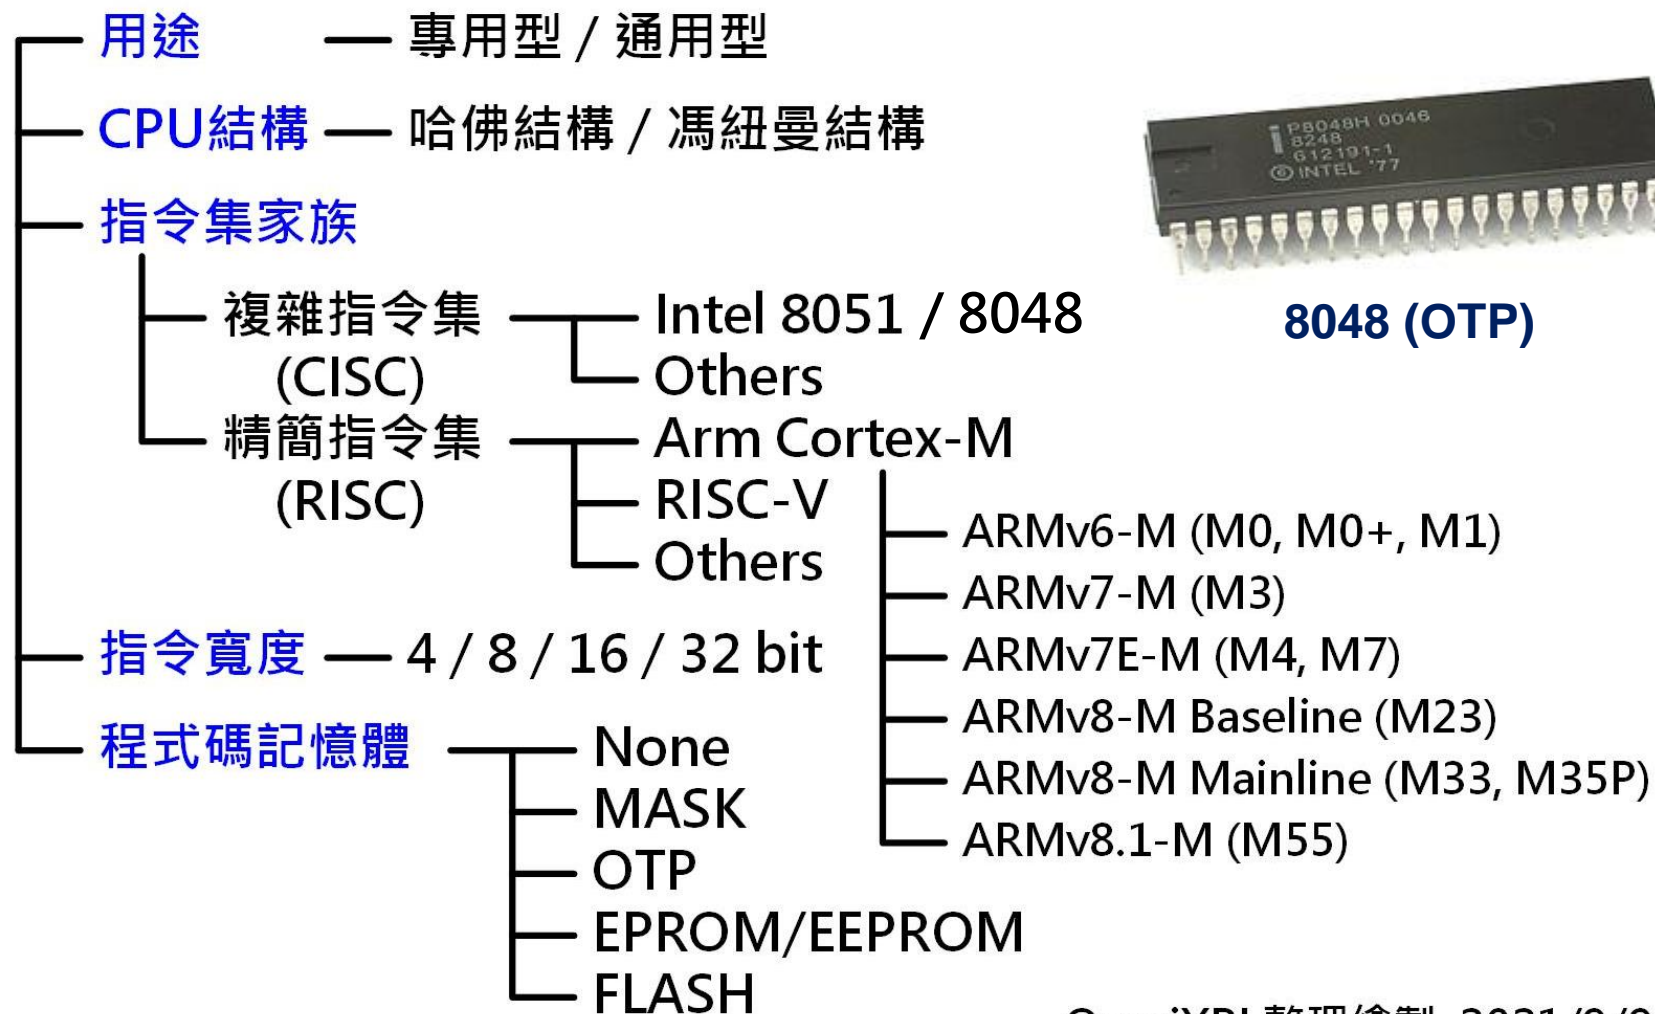 用途 專用型 / 通用型
CPU結構 哈佛結構 / 馮紐曼結構
指令集家族
複雜指令集 Intel 8051 / 8048
(CISC) Others
精簡指令集 Arm Cortex-M
(RISC) RISC-V
Others
ARMv6-M (M0, M0+, M1)
ARMv7-M (M3)
ARMv7E-M (M4, M7)
ARMv8-M Baseline (M23)
ARMv8-M Mainline (M33, M35P)
ARMv8.1-M (M55)
指令寬度 4 / 8 / 16 / 32 bit
程式碼記憶體 None
MASK
OTP
EPROM/EEPROM
FLASH
P8048H 0046
8248
612191-1
© INTEL '77
8048 (OTP)